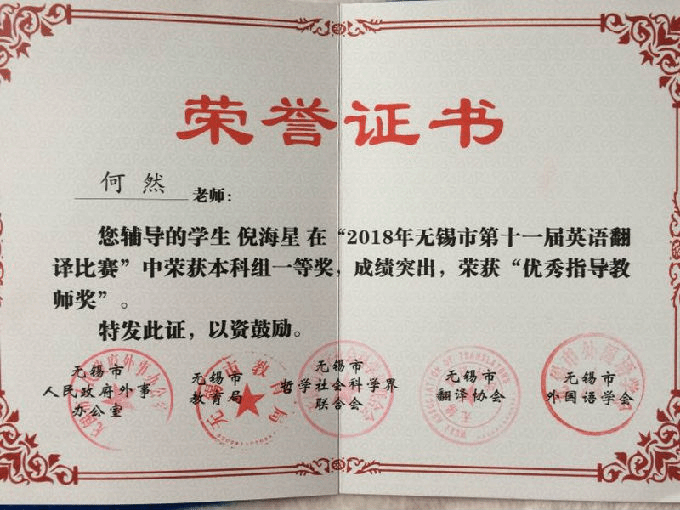 荣誉证书
何然 老师：
您辅导的学生 倪海星 在“2018年无锡市第十一届英语翻
译比赛”中荣获本科组一等奖，成绩突出，荣获“优秀指导教
师奖”。
特发此证，以资鼓励。
无锡市
人民政府外事
办公室
无锡市
教育局
无锡市
哲学社会科学界
联合会
无锡市
翻译协会
无锡市
外国语学会